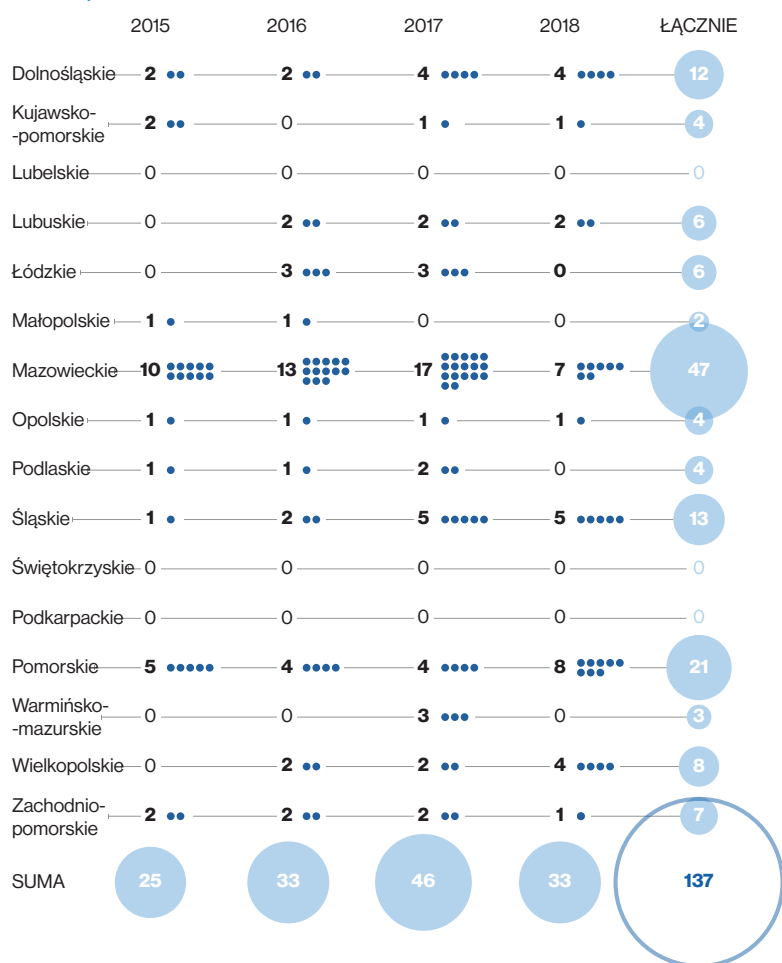 2015 2016 2017 2018 ŁĄCZNIE
Dolnośląskie 2 2 4 4 12
Kujawsko-
-pomorskie 2 0 1 1 4
Lubelskie 0 0 0 0 0
Lubuskie 0 2 2 2 6
Łódzkie 0 3 3 0 6
Małopolskie 1 1 0 0 2
Mazowieckie 10 13 17 7 47
Opolskie 1 1 1 1 4
Podlaskie 1 1 2 0 4
Śląskie 1 2 5 5 13
Świętokrzyskie 0 0 0 0 0
Podkarpackie 0 0 0 0 0
Pomorskie 5 4 4 8 21
Warmińsko-
-mazurskie 0 0 3 0 3
Wielkopolskie 0 2 2 4 8
Zachodnio-
pomorskie 2 2 2 1 7
SUMA 25 33 46 33 137